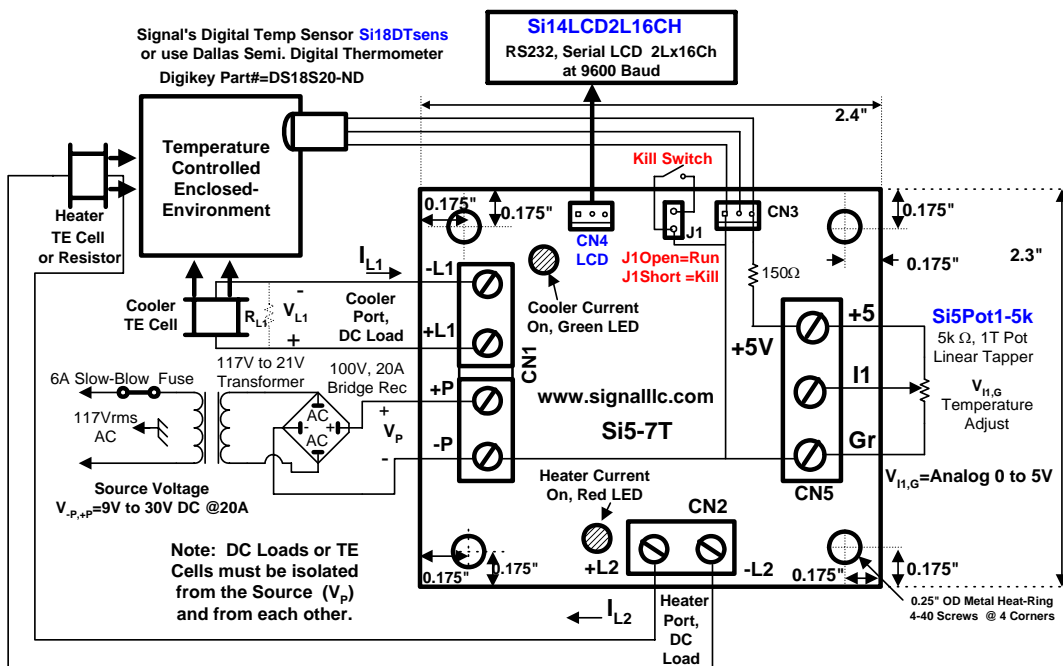 Signal's Digital Temp Sensor Si18DTsens
or use Dallas Semi. Digital Thermometer
Digikey Part#=DS18S20-ND
Si14LCD2L16CH
RS232, Serial LCD 2Lx16Ch
at 9600 Baud
2.4"
Temperature
Controlled
Enclosed-
Environment
Heater
TE Cell
or Resistor
Kill Switch
0.175"
0.175"
CN4
LCD
J1
CN3
0.175"
0.175"
2.3"
J1Open=Run
J1Short =Kill
150Ω
IL1
-L1
Cooler
Port,
DC Load
+L1
Cooler
TE Cell
RL1
-
VL1
+
Cooler Current
On, Green LED
CN1
+5V
+5
I1
Gr
CN5
Si5Pot1-5k
5k Ω, 1T Pot
Linear Tapper
VI1,G
Temperature
Adjust
VI1,G=Analog 0 to 5V
117V to 21V
Transformer
100V, 20A
Bridge Rec
6A Slow-Blow Fuse
117Vrms
AC
AC
- +
AC
+
VP
-
+P
-P
www.signalllc.com
Si5-7T
Source Voltage
V-P,+P=9V to 30V DC @20A
Heater Current
On, Red LED
CN2
+L2
-L2
Note: DC Loads or TE
Cells must be isolated
from the Source (VP)
and from each other.
0.175"
0.175"
0.175"
0.175"
IL2
Heater
Port,
DC
Load
0.25" OD Metal Heat-Ring
4-40 Screws @ 4 Corners